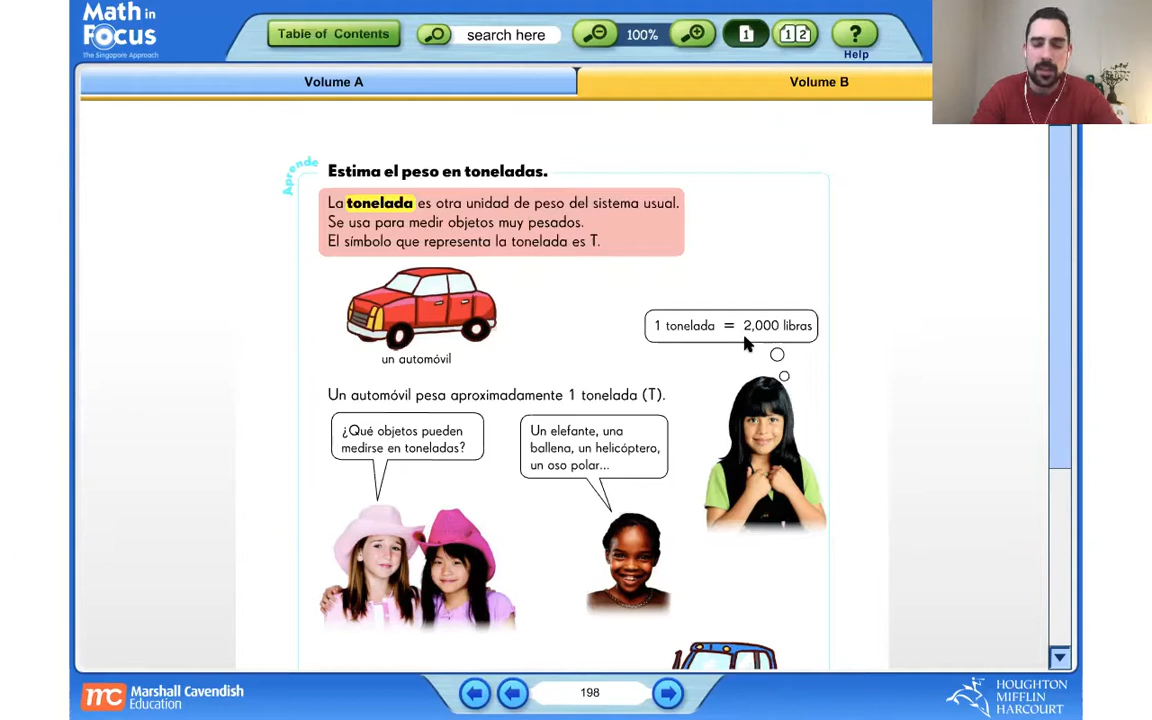 Math in
Focus
The Singapore Approach
Table of Contents
search here
100%
1
1 2
?
Help
Volume A
Volume B
Aprende
Estima el peso en toneladas.
La tonelada es otra unidad de peso del sistema usual.
Se usa para medir objetos muy pesados.
El símbolo que representa la tonelada es T.
1 tonelada = 2,000 libras
un automóvil
Un automóvil pesa aproximadamente 1 tonelada (T).
¿Qué objetos pueden
medirse en toneladas?
Un elefante, una
ballena, un helicóptero,
un oso polar...
mc Marshall Cavendish
Education
198
HOUGHTON
MIFFLIN
HARCOURT